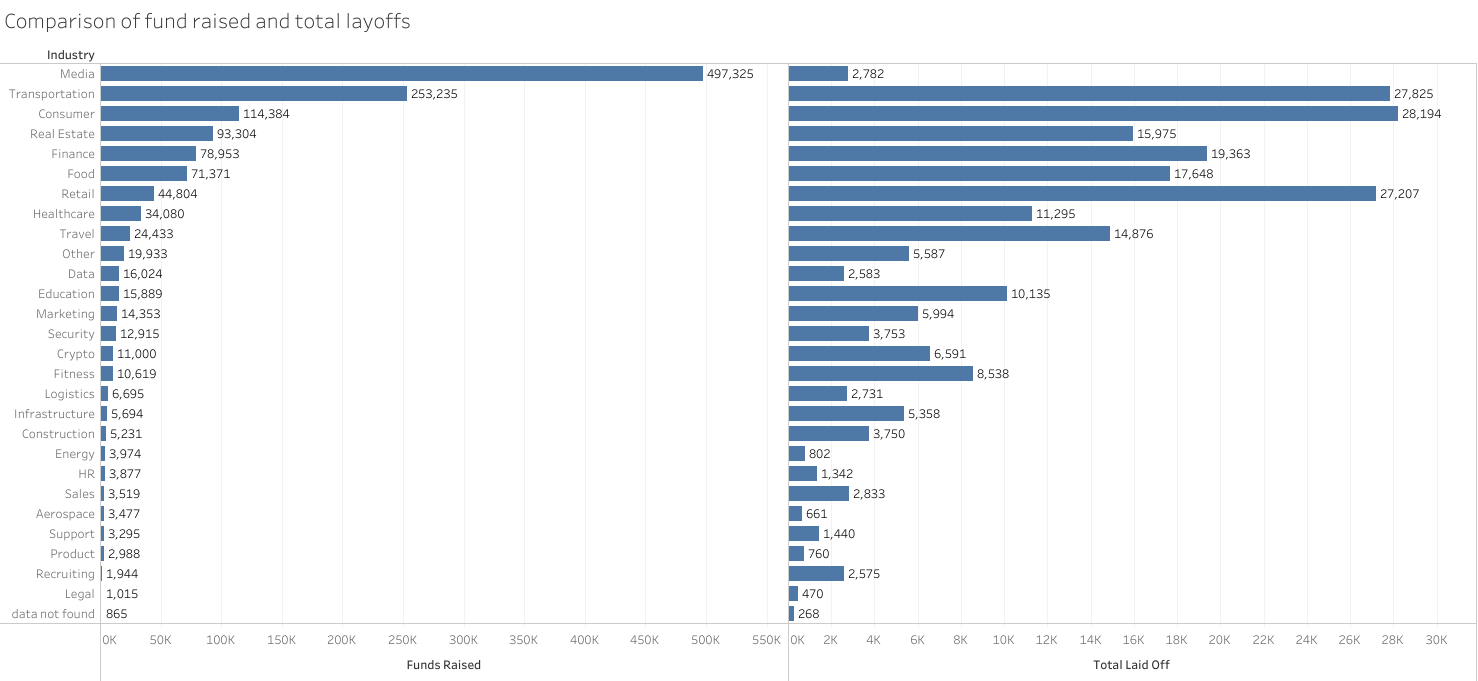 Comparison of fund raised and total layoffs
Industry
Media 497,325 2,782
Transportation 253,235 27,825
Consumer 114,384 28,194
Real Estate 93,304 15,975
Finance 78,953 19,363
Food 71,371 17,648
Retail 44,804 27,207
Healthcare 34,080 11,295
Travel 24,433 14,876
Other 19,933 5,587
Data 16,024 2,583
Education 15,889 10,135
Marketing 14,353 5,994
Security 12,915 3,753
Crypto 11,000 6,591
Fitness 10,619 8,538
Logistics 6,695 2,731
Infrastructure 5,694 5,358
Construction 5,231 3,750
Energy 3,974 802
HR 3,877 1,342
Sales 3,519 2,833
Aerospace 3,477 661
Support 3,295 1,440
Product 2,988 760
Recruiting 1,944 2,575
Legal 1,015 470
data not found 865 268
0K 50K 100K 150K 200K 250K 300K 350K 400K 450K 500K 550K 0K 2K 4K 6K 8K 10K 12K 14K 16K 18K 20K 22K 24K 26K 28K 30K
Funds Raised Total Laid Off